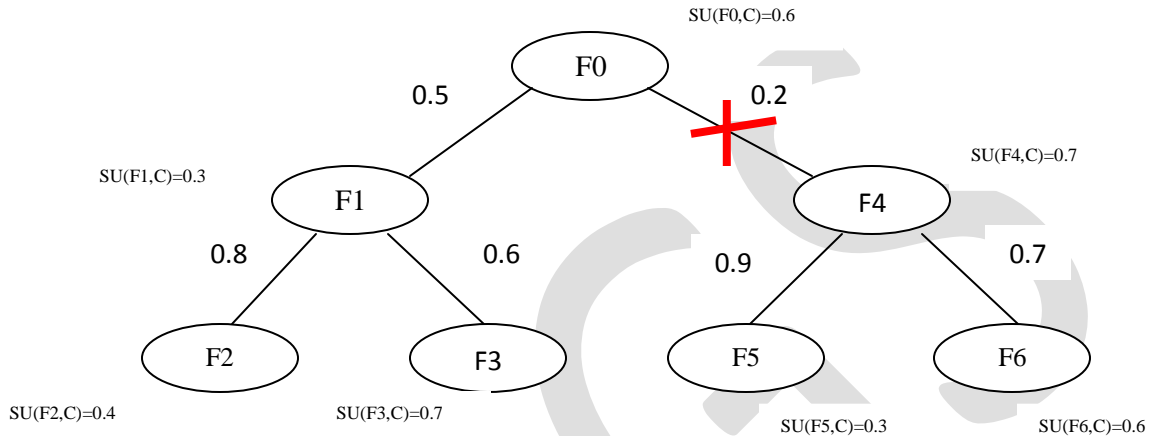 SU(F0,C)=0.6
F0
0.5
0.2
SU(F1,C)=0.3
SU(F4,C)=0.7
F1
F4
0.8
0.6
0.9
0.7
F2
F3
F5
F6
SU(F2,C)=0.4
SU(F3,C)=0.7
SU(F5,C)=0.3
SU(F6,C)=0.6